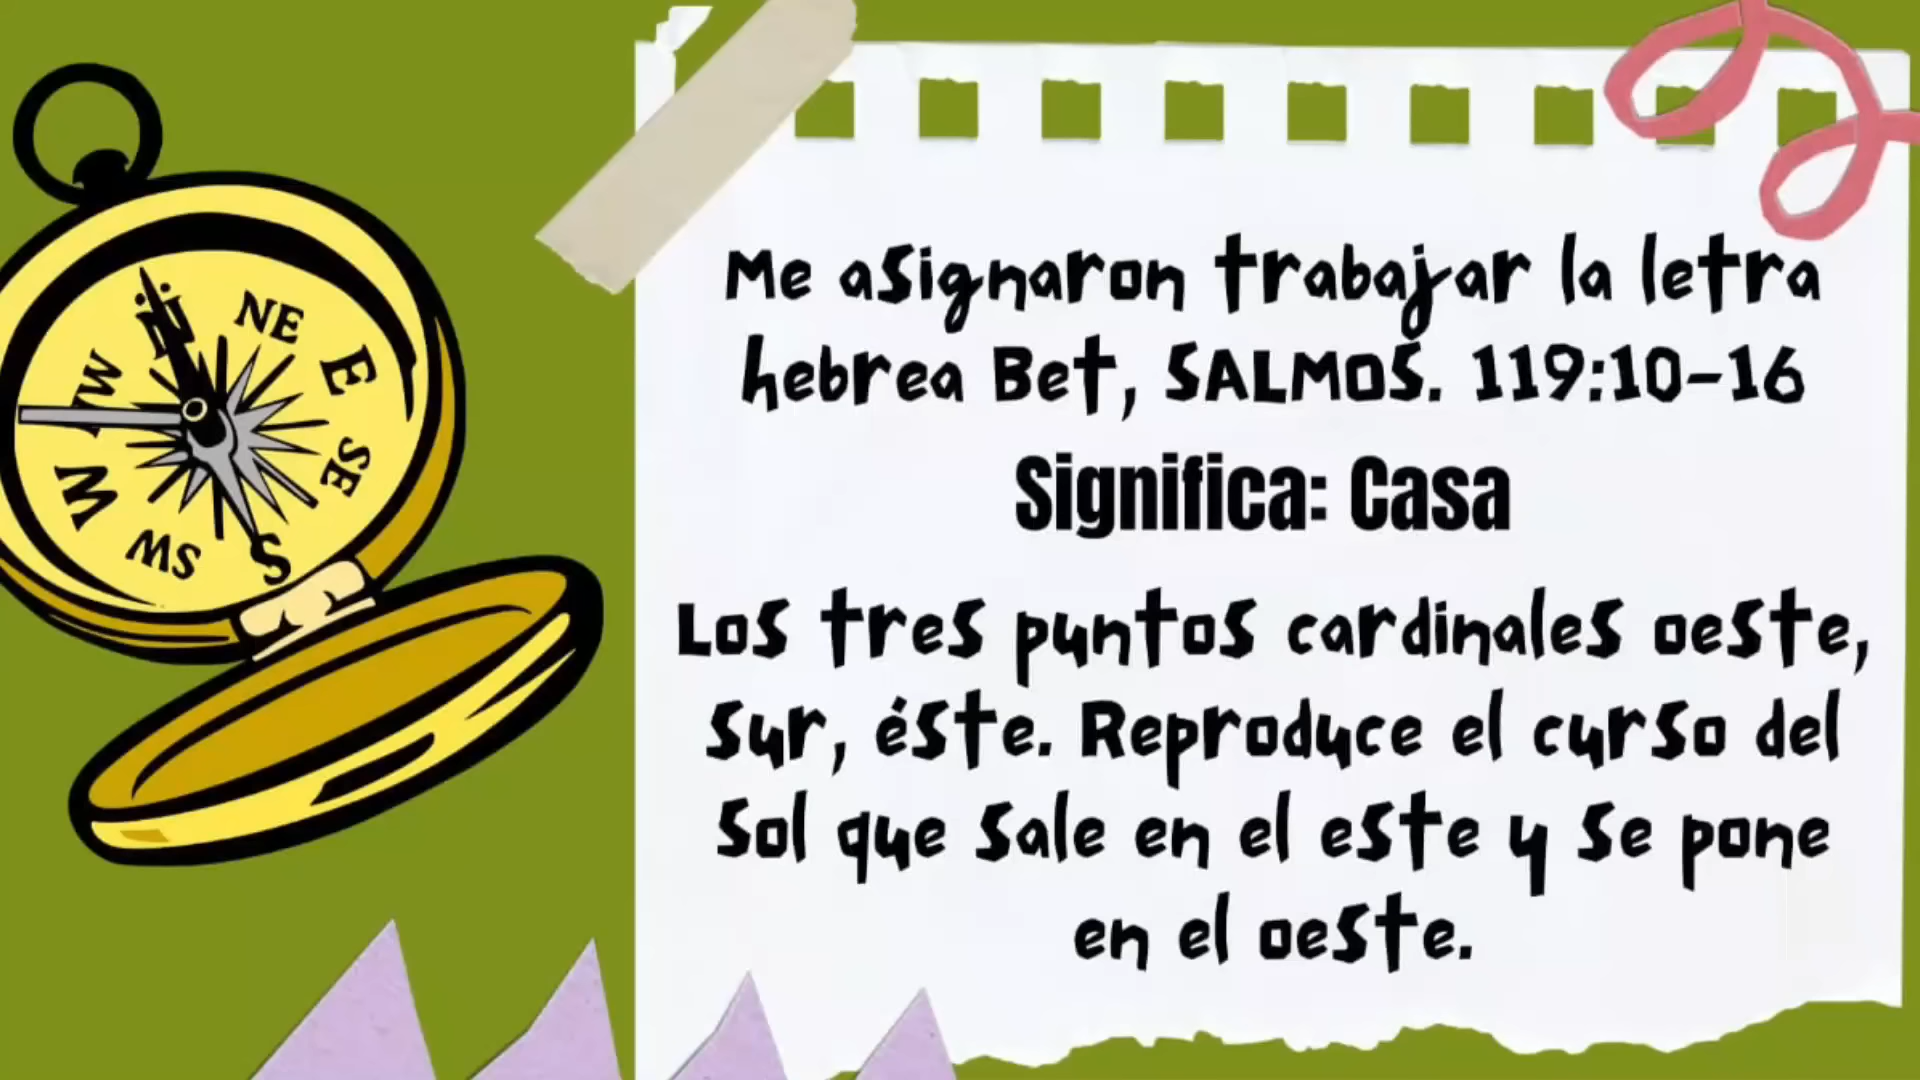 Me asignaron trabajar la letra
hebrea Bet, SALMOS. 119:10-16
Significa: Casa
Los tres puntos cardinales oeste,
sur, éste. Reproduce el curso del
sol que sale en el este y se pone
en el oeste.
N
NE
E
SE
S
SW
W